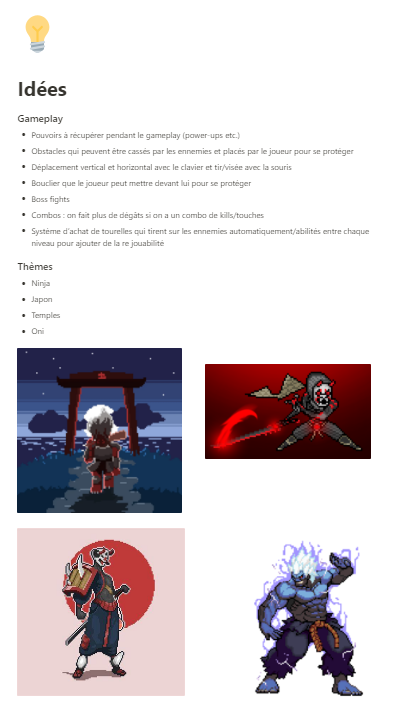 Idées
Gameplay
• Pouvoirs à récupérer pendant le gameplay (power-ups etc.)
• Obstacles qui peuvent être cassés par les ennemies et placés par le joueur pour se protéger
• Déplacement vertical et horizontal avec le clavier et tir/visée avec la souris
• Bouclier que le joueur peut mettre devant lui pour se protéger
• Boss fights
• Combos : on fait plus de dégâts si on a un combo de kills/touches
• Système d'achat de tourelles qui tirent sur les ennemies automatiquement/abilités entre chaque
niveau pour ajouter de la re jouabilité
Thèmes
• Ninja
• Japon
• Temples
• Oni